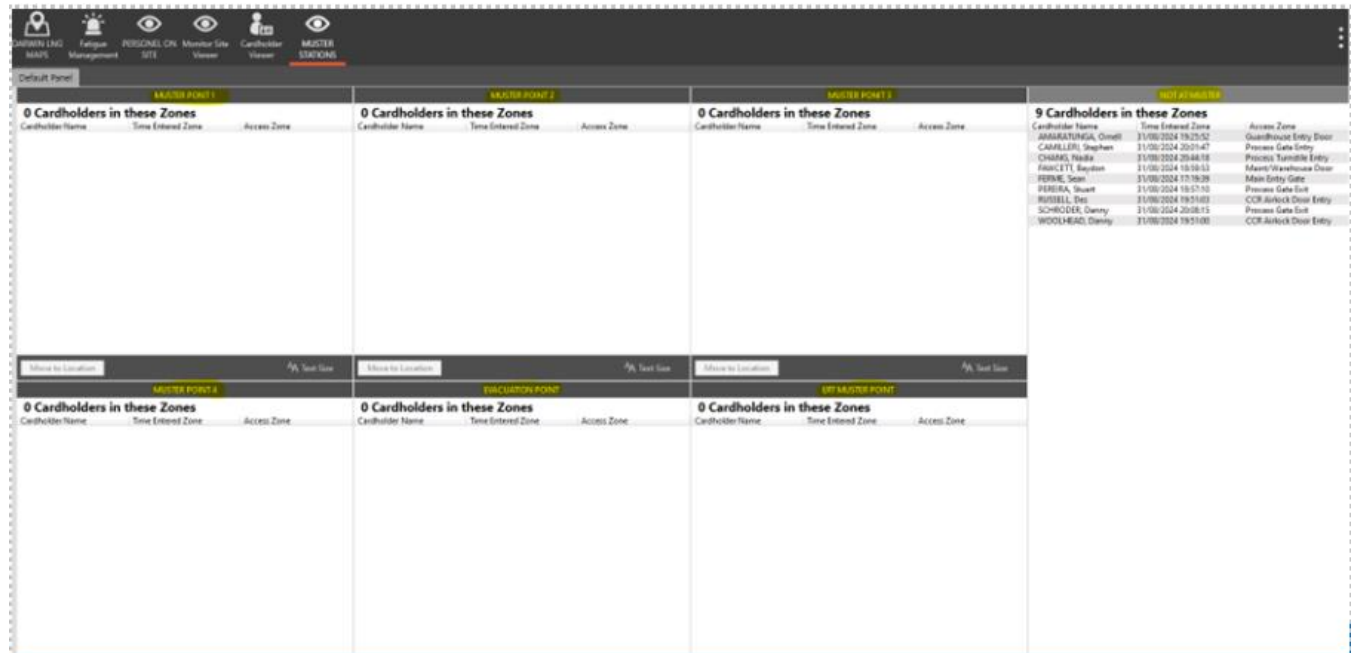 DARWIN LNG MAPS
Fatigue Management
PERSONEL ON SITE
Monitor Site Viewer
Cardholder Viewer
MUSTER STATIONS
Default Panel
MUSTER POINT 1
0 Cardholders in these Zones
Cardholder Name Time Entered Zone Access Zone
Move to Location Text Size
MUSTER POINT 2
0 Cardholders in these Zones
Cardholder Name Time Entered Zone Access Zone
Move to Location Text Size
MUSTER POINT 3
0 Cardholders in these Zones
Cardholder Name Time Entered Zone Access Zone
Move to Location Text Size
NOT AT MUSTER
9 Cardholders in these Zones
Cardholder Name Time Entered Zone Access Zone
AMARATUNGA, 31/08/2024 19:25:52 Guardhouse Entry Door
CAMILLERI, Stephan 31/08/2024 20:01:47 Process Gate Entry
CHANG, Nadia 31/08/2024 20:44:18 Process Turnstile Entry
FAWCETT, Baydon 31/08/2024 18:59:53 Maint/Warehouse Door
FERME, Sean 31/08/2024 17:19:39 Main Entry Gate
PEREIRA, Stuart 31/08/2024 18:57:10 Process Gate Exit
RUSSELL, Des 31/08/2024 19:51:03 CCR Airlock Door Entry
SCHRODER, Danny 31/08/2024 20:08:15 Process Gate Exit
WOOLHEAD, Danny 31/08/2024 19:51:00 CCR Airlock Door Entry
MUSTER POINT 4
0 Cardholders in these Zones
Cardholder Name Time Entered Zone Access Zone
EVACUATION POINT
0 Cardholders in these Zones
Cardholder Name Time Entered Zone Access Zone
ERT MUSTER POINT
0 Cardholders in these Zones
Cardholder Name Time Entered Zone Access Zone